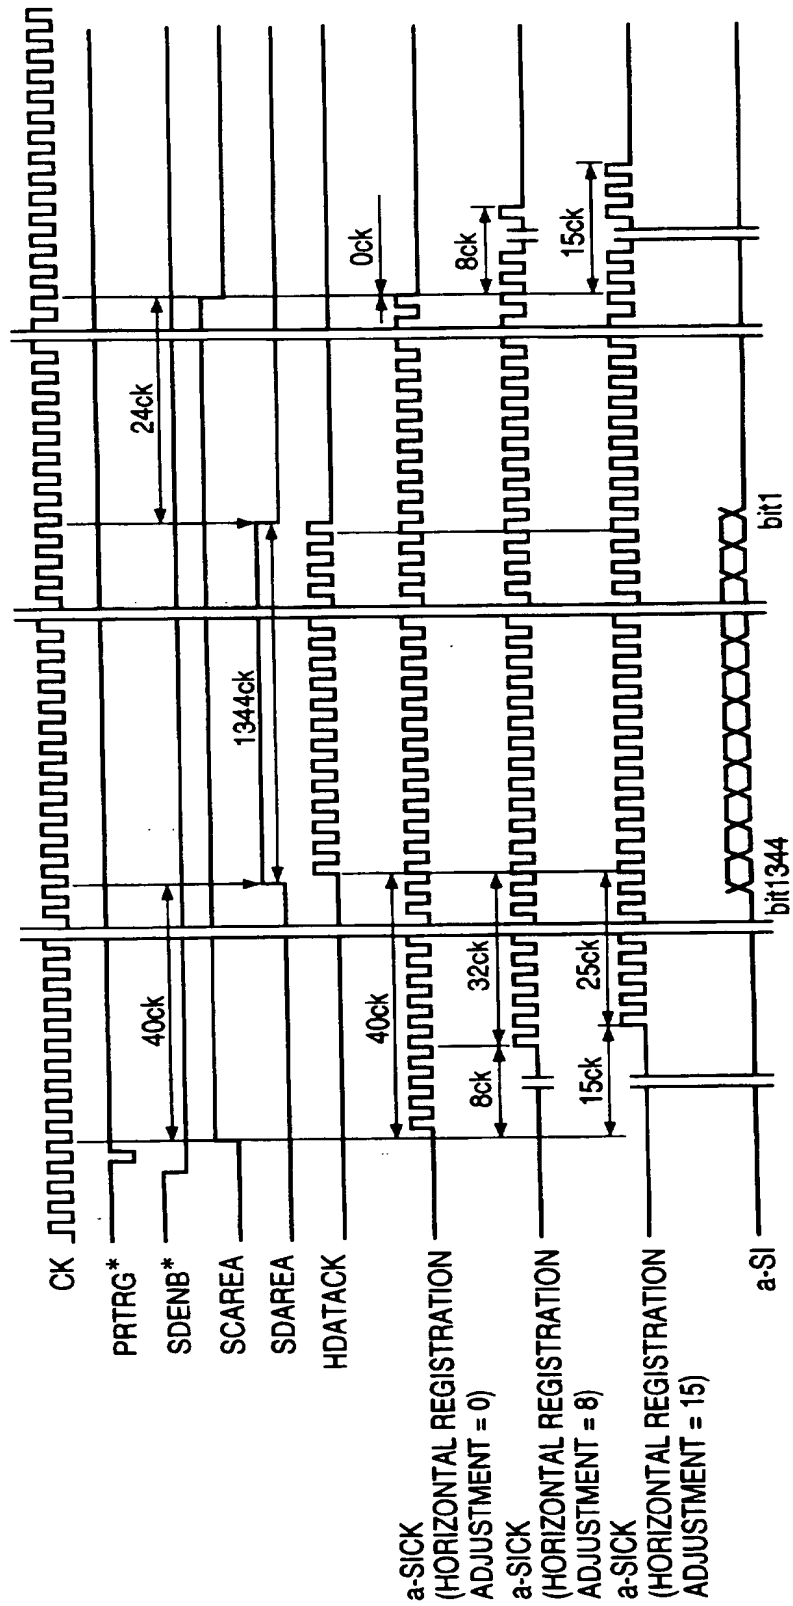 CK
PRTRG*
SDENB*
SCAREA
SDAREA
HDATACK
a-SICK
(HORIZONTAL REGISTRATION
ADJUSTMENT = 0)
a-SICK
(HORIZONTAL REGISTRATION
ADJUSTMENT = 8)
a-SICK
(HORIZONTAL REGISTRATION
ADJUSTMENT = 15)
a-SI
40ck
1344ck
24ck
40ck
0ck
8ck
32ck
8ck
15ck
25ck
15ck
bit1344
bit1